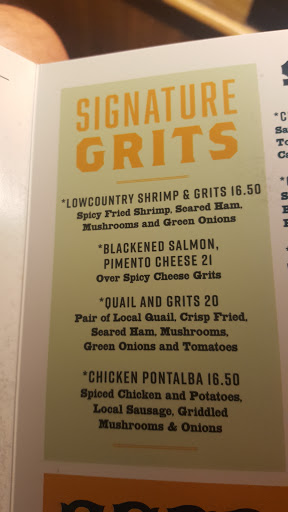 SIGNATURE
GRITS
*LOWCOUNTRY SHRIMP & GRITS 16.50
Spicy Fried Shrimp, Seared Ham,
Mushrooms and Green Onions
*BLACKENED SALMON,
PIMENTO CHEESE 21
Over Spicy Cheese Grits
*QUAIL AND GRITS 20
Pair of Local Quail, Crisp Fried,
Seared Ham, Mushrooms,
Green Onions and Tomatoes
*CHICKEN PONTALBA 16.50
Spiced Chicken and Potatoes,
Local Sausage, Griddled
Mushrooms & Onions